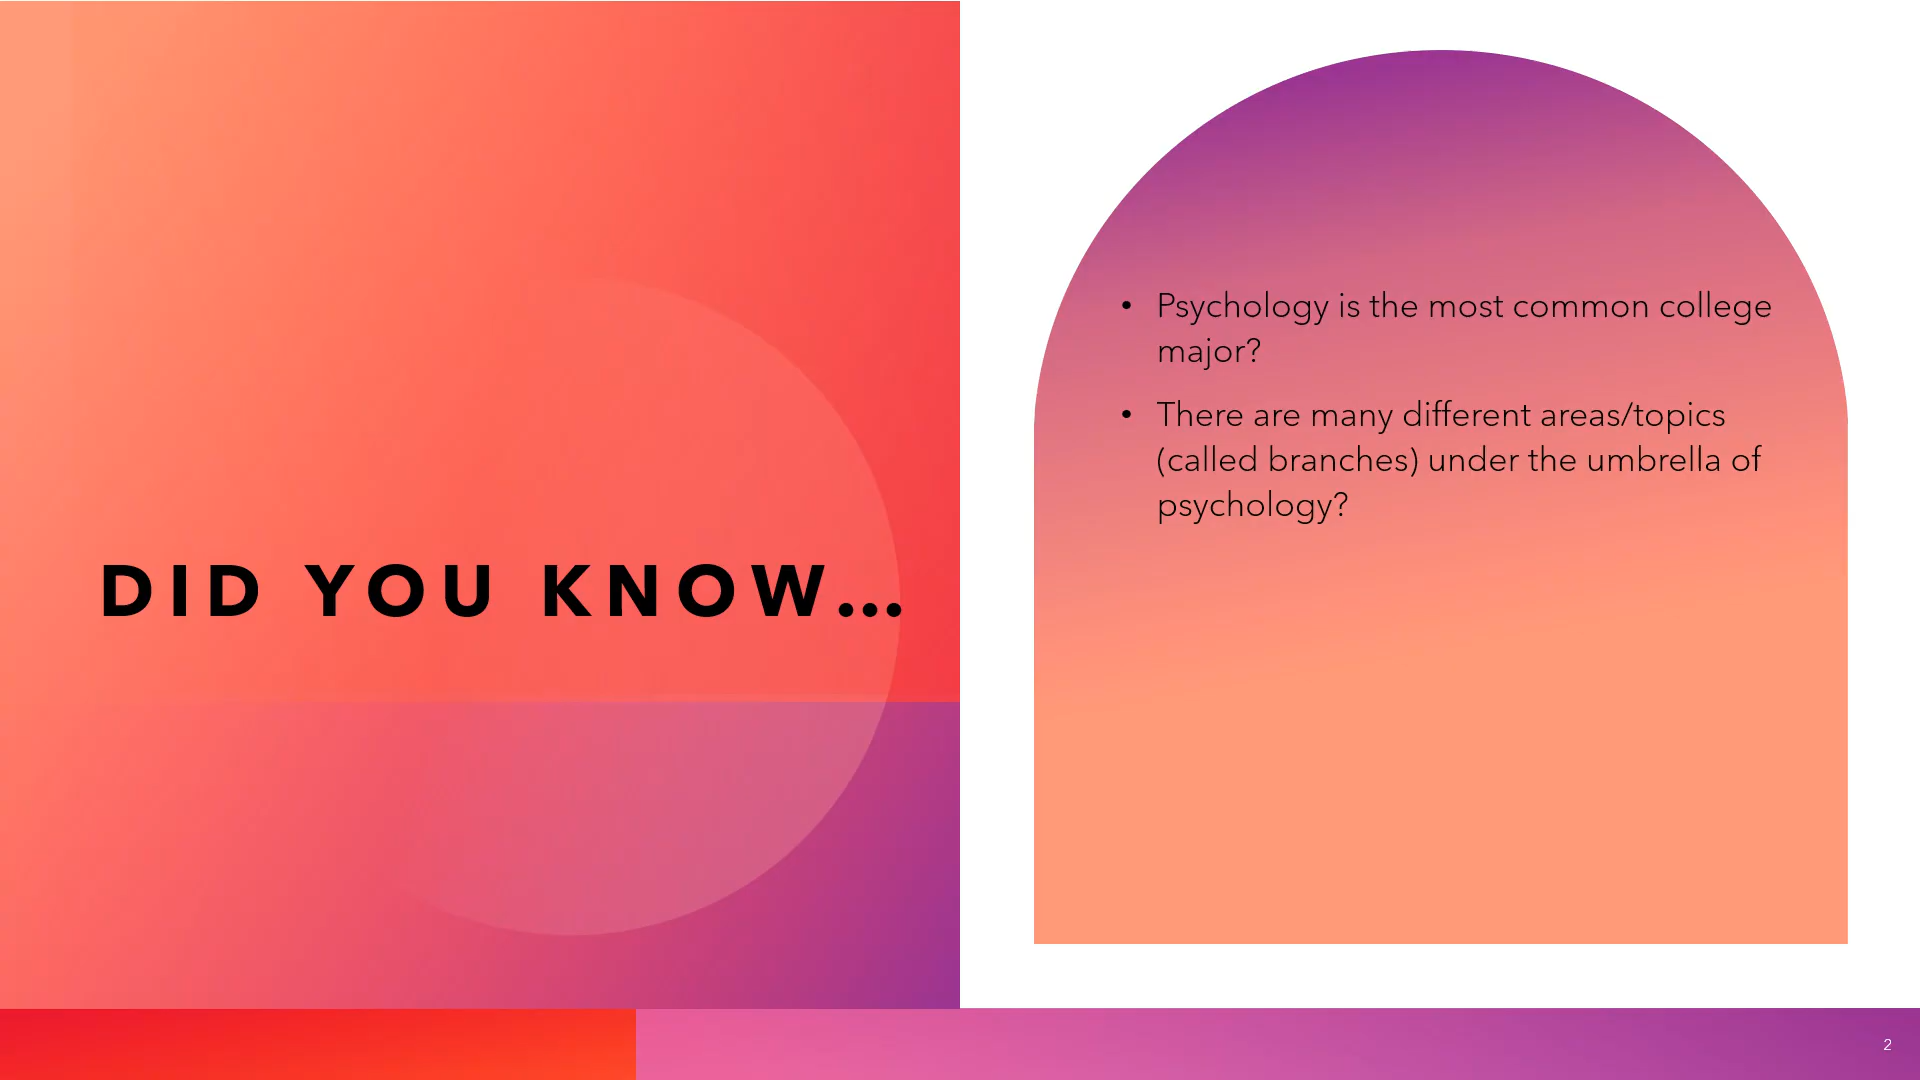 DID YOU KNOW...
• Psychology is the most common college
major?
• There are many different areas/topics
(called branches) under the umbrella of
psychology?
2